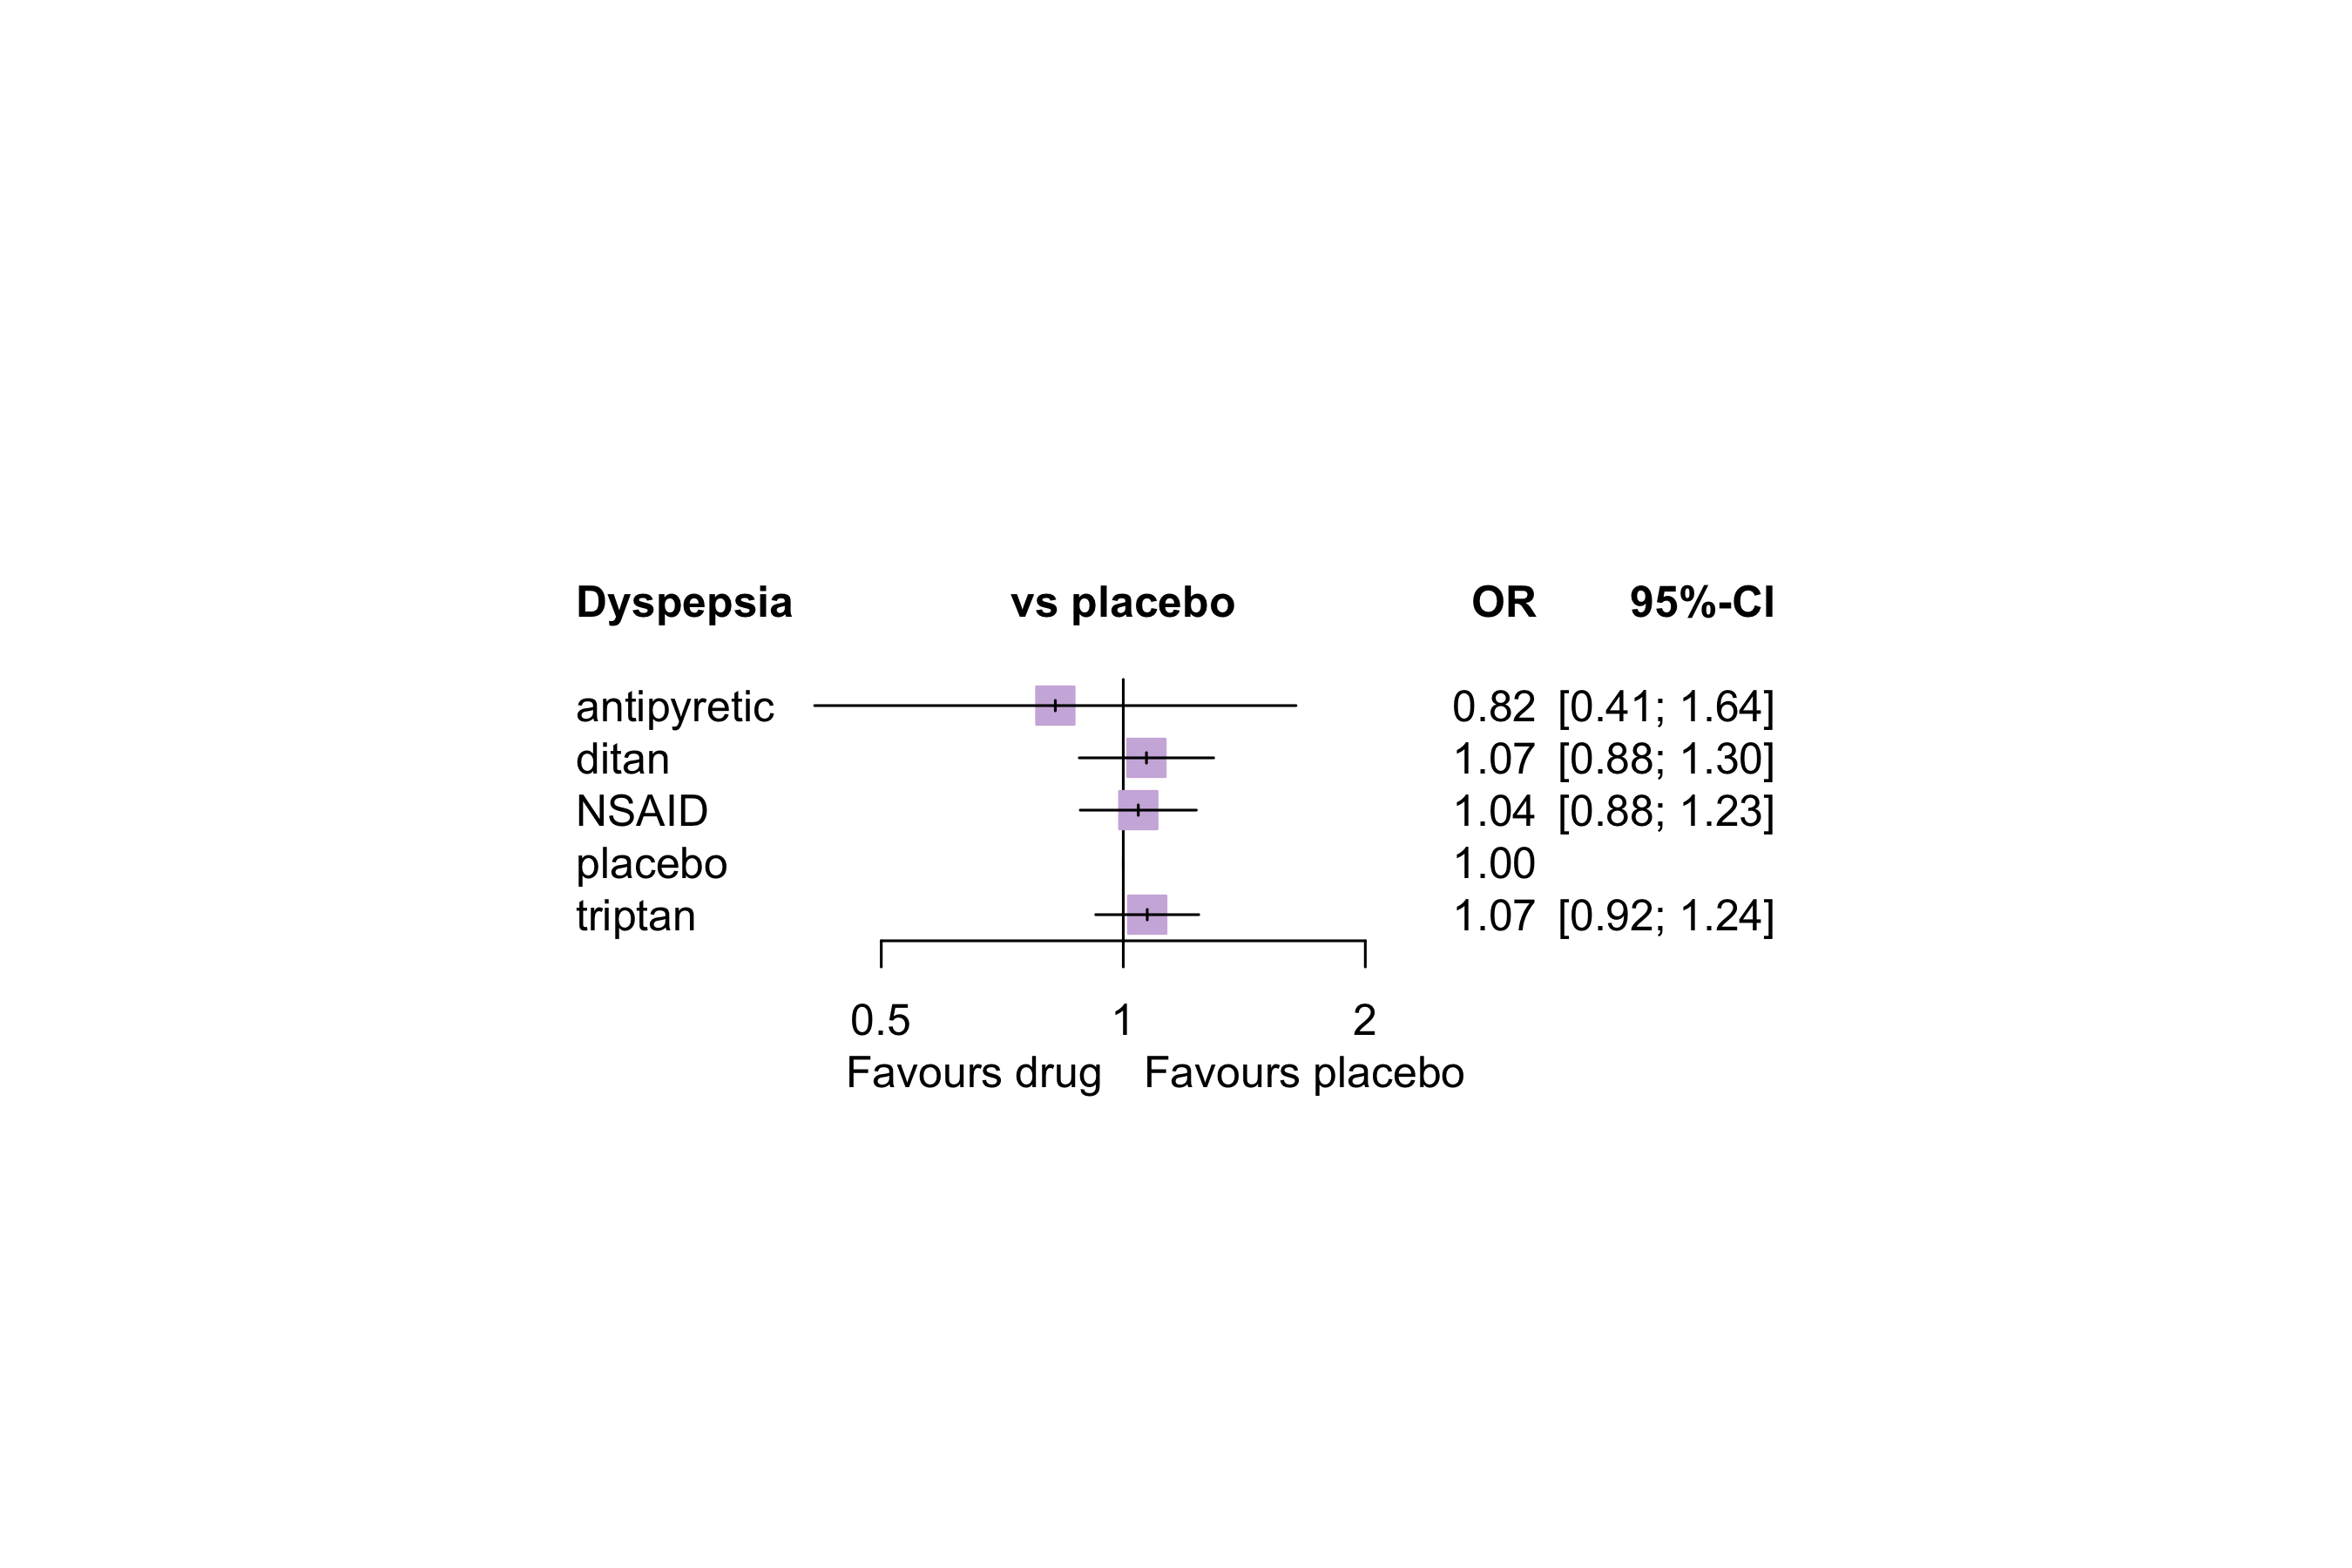 Dyspepsia vs placebo OR 95%-CI
antipyretic 0.82 [0.41; 1.64]
ditan 1.07 [0.88; 1.30]
NSAID 1.04 [0.88; 1.23]
placebo 1.00
triptan 1.07 [0.92; 1.24]
0.5 1 2
Favours drug Favours placebo